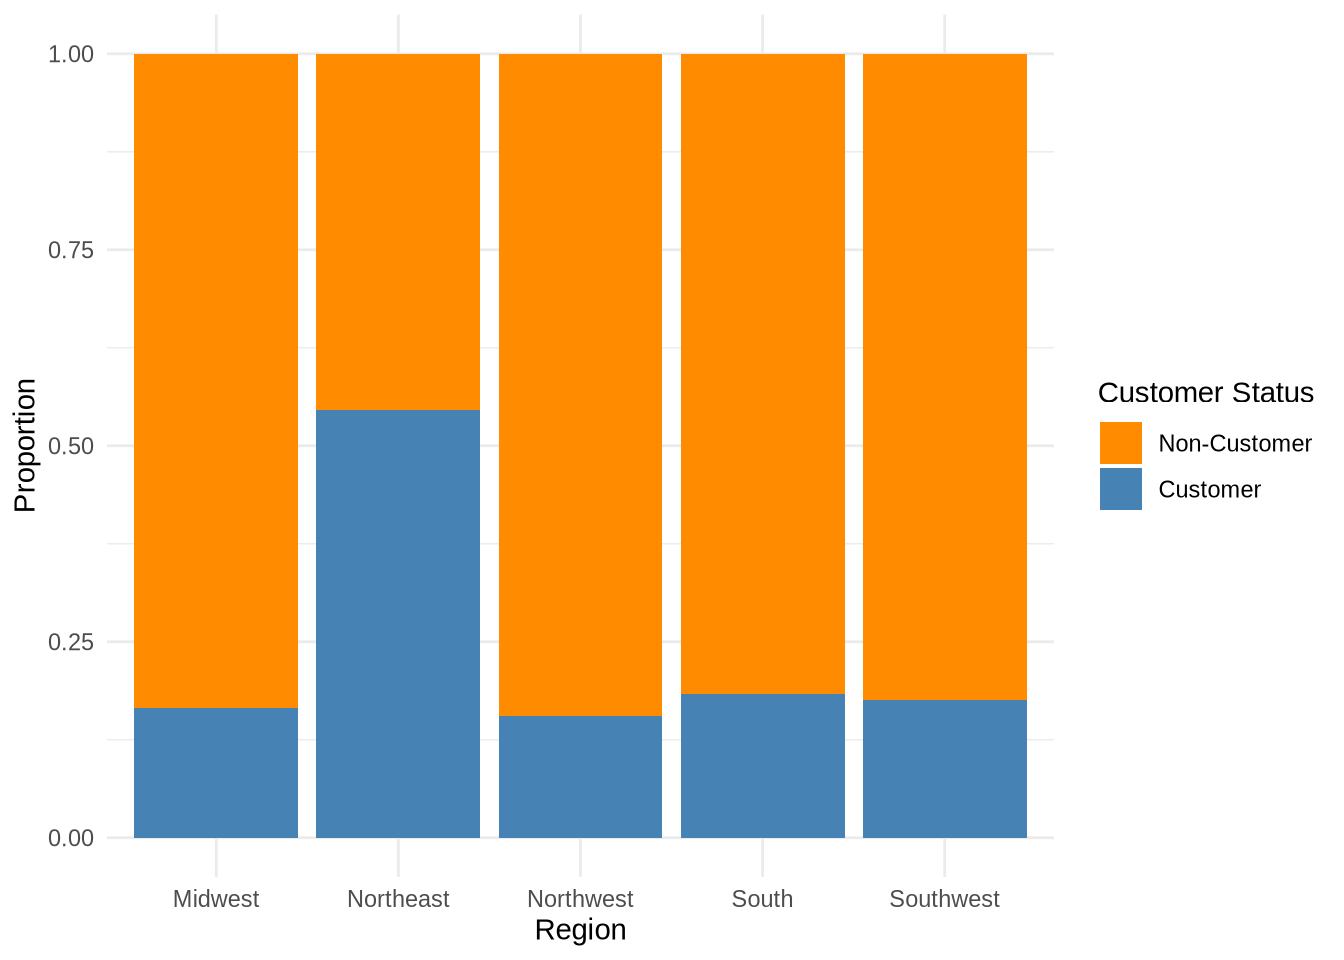 1.00
0.75
0.50
0.25
0.00
Proportion
Midwest
Northeast
Northwest
South
Southwest
Region
Customer Status
Non-Customer
Customer